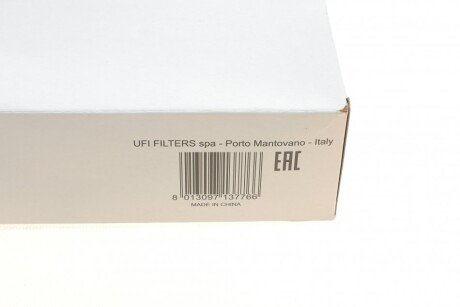 UFI FILTERS spa - Porto Mantovano - Italy
EAC
8 013097 137766
MADE IN CHINA